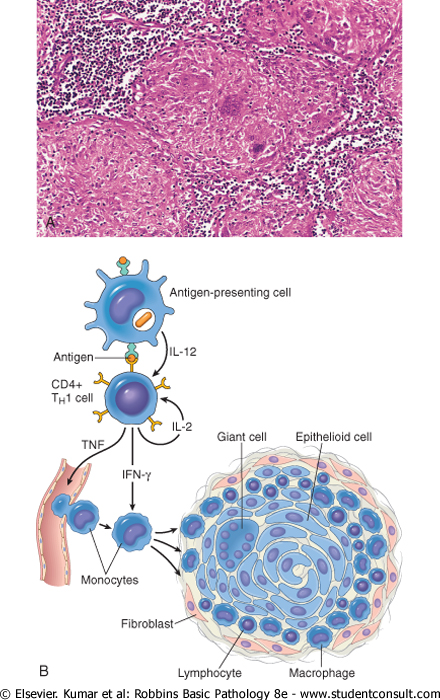 A
Antigen-presenting cell
IL-12
Antigen
CD4+
TH1 cell
IL-2
TNF
IFN-γ
Giant cell
Epithelioid cell
Monocytes
Fibroblast
Lymphocyte
Macrophage
B
© Elsevier. Kumar et al: Robbins Basic Pathology 8e - www.studentconsult.com